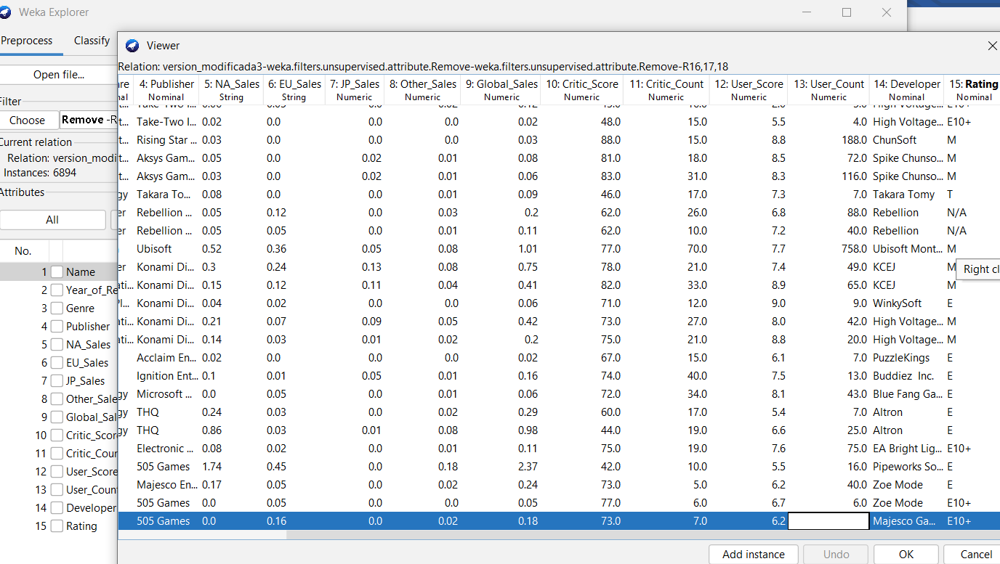 Weka Explorer
Preprocess Classify
Viewer
Relation: version_modificada3-weka.filters.unsupervised.attribute.Remove-weka.filters.unsupervised.attribute.Remove-R16,17,18
Open file...
Filter
Choose Remove -R
Current relation
Relation: version_modi
Instances: 6894
Attributes
All
No.
1 Name
2 Year_of_Re
3 Genre
4 Publisher
5 NA_Sales
6 EU_Sales
7 JP_Sales
8 Other_Sale
9 Global_Sal
10 Critic_Scor
11 Critic_Cour
12 User_Score
13 User_Coun
14 Developer
15 Rating
re 4: Publisher 5: NA_Sales 6: EU_Sales 7: JP_Sales 8: Other_Sales 9: Global_Sales 10: Critic_Score 11: Critic_Count 12: User_Score 13: User_Count 14: Developer 15: Rating
nal Nominal String String Numeric Numeric Numeric Numeric Numeric Numeric Numeric Nominal Nominal
t... Take-Two I... 0.02 0.0 0.0 0.0 0.02 48.0 15.0 5.5 4.0 High Voltage... E10+
t... Rising Star ... 0.03 0.0 0.0 0.0 0.03 88.0 15.0 8.8 188.0 ChunSoft M
t... Aksys Gam... 0.05 0.0 0.02 0.01 0.08 81.0 18.0 8.5 72.0 Spike Chunso... M
t... Aksys Gam... 0.03 0.0 0.02 0.01 0.06 83.0 31.0 8.3 116.0 Spike Chunso... M
gy Takara To... 0.08 0.0 0.0 0.01 0.09 46.0 17.0 7.3 7.0 Takara Tomy T
er Rebellion ... 0.05 0.12 0.0 0.03 0.2 62.0 26.0 6.8 88.0 Rebellion N/A
er Rebellion ... 0.05 0.05 0.0 0.01 0.11 62.0 10.0 7.2 40.0 Rebellion N/A
Ubisoft 0.52 0.36 0.05 0.08 1.01 77.0 70.0 7.7 758.0 Ubisoft Mont... M
er Konami Di... 0.3 0.24 0.13 0.08 0.75 78.0 21.0 7.4 49.0 KCEJ M
ati... Konami Di... 0.15 0.12 0.11 0.04 0.41 82.0 33.0 8.9 65.0 KCEJ M
Pl... Konami Di... 0.04 0.02 0.0 0.0 0.06 71.0 12.0 9.0 9.0 WinkySoft E
ati... Konami Di... 0.21 0.07 0.09 0.05 0.42 73.0 27.0 8.0 42.0 High Voltage... M
ati... Konami Di... 0.14 0.03 0.01 0.02 0.2 75.0 21.0 8.8 20.0 High Voltage... M
Acclaim En... 0.02 0.0 0.0 0.0 0.02 67.0 15.0 6.1 7.0 PuzzleKings E
Ignition Ent... 0.1 0.01 0.05 0.01 0.16 74.0 40.0 7.5 13.0 Buddiez Inc. E
gy Microsoft ... 0.0 0.05 0.0 0.01 0.06 72.0 34.0 8.1 43.0 Blue Fang Ga... E
gy THQ 0.24 0.03 0.0 0.02 0.29 60.0 17.0 5.4 7.0 Altron E
gy THQ 0.86 0.03 0.01 0.08 0.98 44.0 19.0 6.6 25.0 Altron E
Electronic ... 0.08 0.02 0.0 0.01 0.11 75.0 19.0 7.6 75.0 EA Bright Lig... E10+
505 Games 1.74 0.45 0.0 0.18 2.37 42.0 10.0 5.5 16.0 Pipeworks So... E
Majesco En... 0.17 0.05 0.0 0.02 0.24 73.0 5.0 6.2 40.0 Zoe Mode E
505 Games 0.0 0.05 0.0 0.0 0.05 77.0 6.0 6.7 6.0 Zoe Mode E10+
505 Games 0.0 0.16 0.0 0.02 0.18 73.0 7.0 6.2 Majesco Ga... E10+
Right cl
Add instance Undo OK Cancel